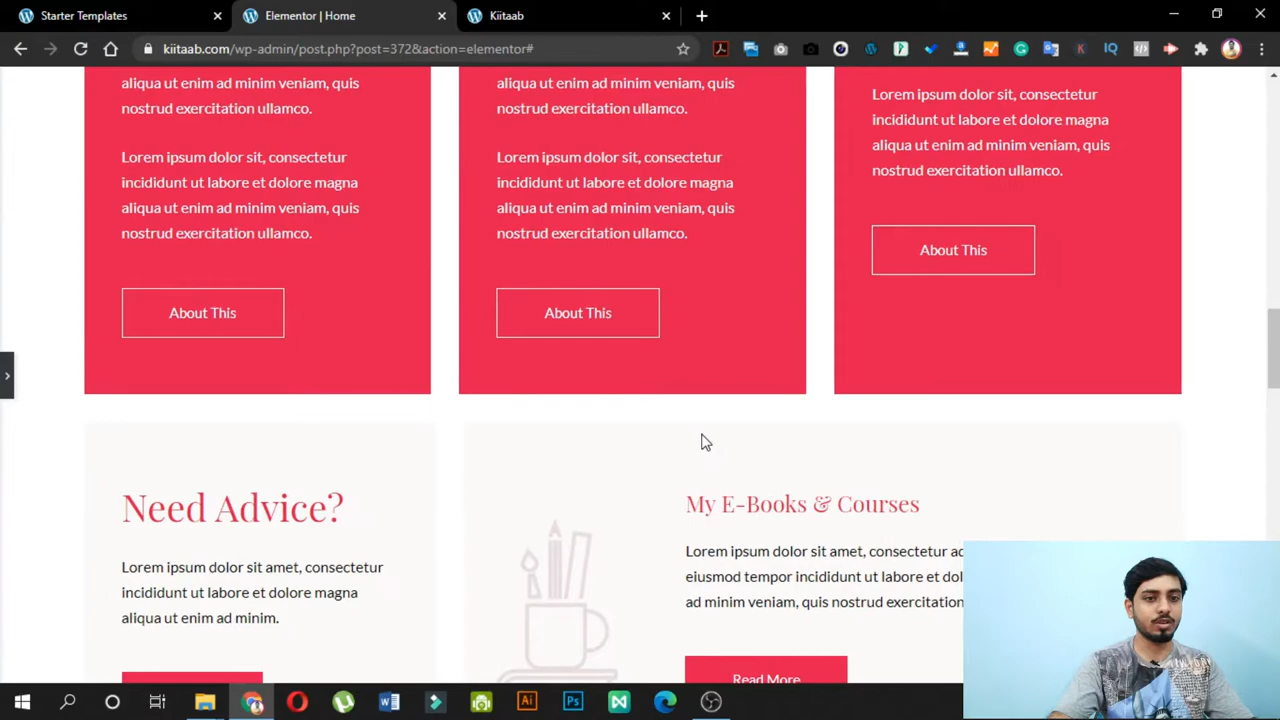 Starter Templates
Elementor | Home
Kiitaab
kiitaab.com/wp-admin/post.php?post=372&action=elementor#
aliqua ut enim ad minim veniam, quis
nostrud exercitation ullamco.
Lorem ipsum dolor sit, consectetur
incididunt ut labore et dolore magna
aliqua ut enim ad minim veniam, quis
nostrud exercitation ullamco.
About This
aliqua ut enim ad minim veniam, quis
nostrud exercitation ullamco.
Lorem ipsum dolor sit, consectetur
incididunt ut labore et dolore magna
aliqua ut enim ad minim veniam, quis
nostrud exercitation ullamco.
About This
Lorem ipsum dolor sit, consectetur
incididunt ut labore et dolore magna
aliqua ut enim ad minim veniam, quis
nostrud exercitation ullamco.
About This
Need Advice?
Lorem ipsum dolor sit amet, consectetur
incididunt ut labore et dolore magna
aliqua ut enim ad minim.
My E-Books & Courses
Lorem ipsum dolor sit amet, consectetur ad
eiusmod tempor incididunt ut labore et dol
ad minim veniam, quis nostrud exercitation
Read More